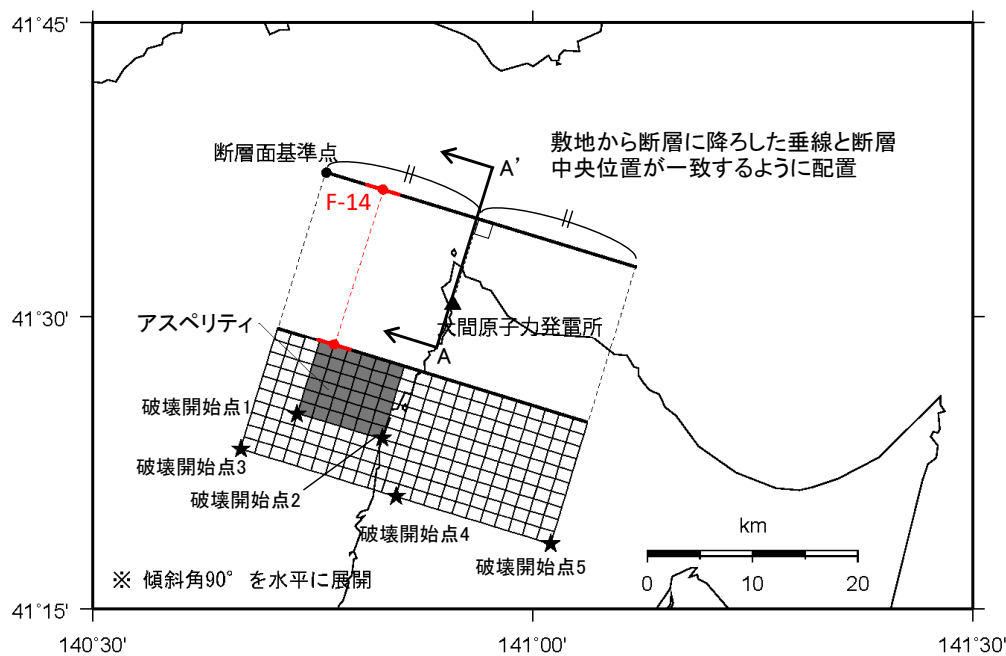 41°45'
断層面基準点
敷地から断層に降ろした垂線と断層
中央位置が一致するように配置
A'
F-14
41°30'
アスペリティ
大間原子力発電所
A
破壊開始点1
破壊開始点3
破壊開始点2
破壊開始点4
破壊開始点5
km
0 10 20
※ 傾斜角90° を水平に展開
41°15'
140°30' 141°00' 141°30'